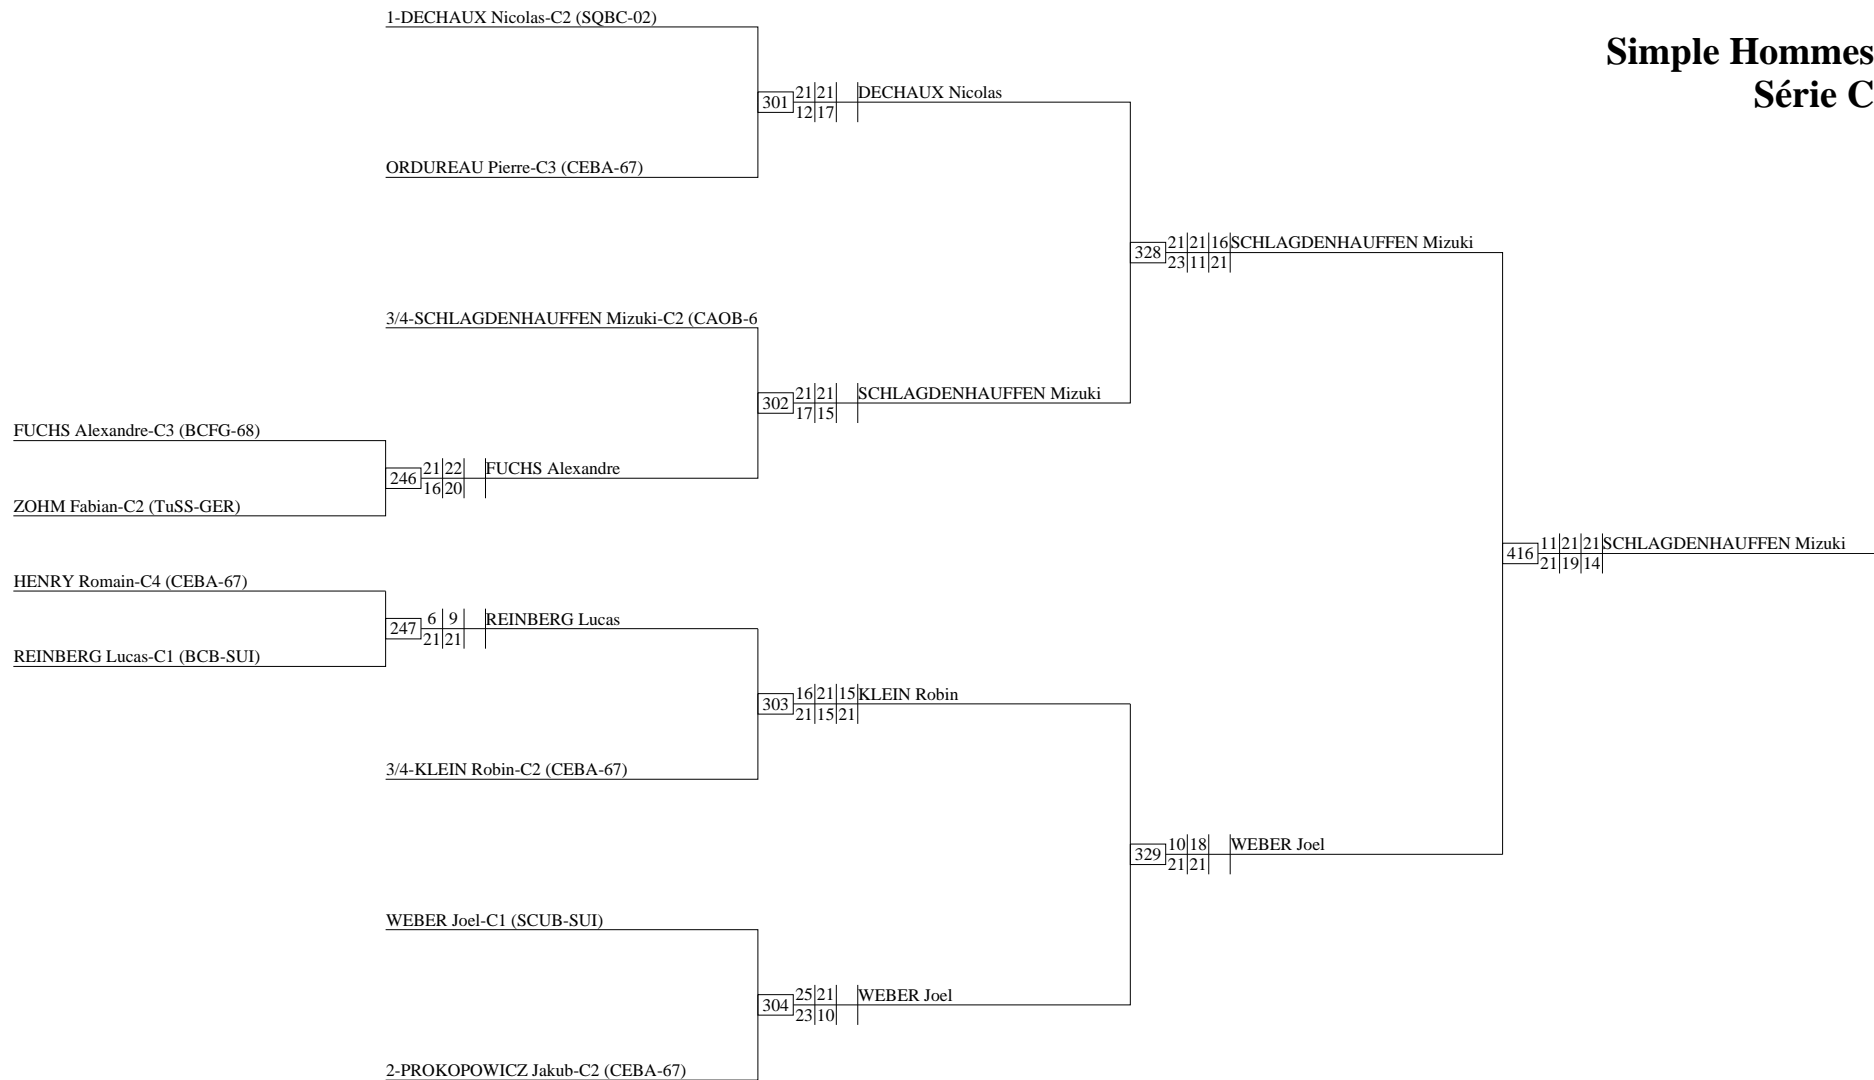 1-DECHAUX Nicolas-C2 (SQBC-02)
Simple Hommes
Série C
301 21 21 DECHAUX Nicolas
12 17
ORDUREAU Pierre-C3 (CEBA-67)
328 21 21 16 SCHLAGDENHAUFFEN Mizuki
23 11 21
3/4-SCHLAGDENHAUFFEN Mizuki-C2 (CAOB-6
302 21 21 SCHLAGDENHAUFFEN Mizuki
17 15
FUCHS Alexandre-C3 (BCFG-68)
246 21 22 FUCHS Alexandre
16 20
ZOHM Fabian-C2 (TuSS-GER)
416 11 21 21 SCHLAGDENHAUFFEN Mizuki
21 19 14
HENRY Romain-C4 (CEBA-67)
247 6 9 REINBERG Lucas
21 21
REINBERG Lucas-C1 (BCB-SUI)
303 16 21 15 KLEIN Robin
21 15 21
3/4-KLEIN Robin-C2 (CEBA-67)
329 10 18 WEBER Joel
21 21
WEBER Joel-C1 (SCUB-SUI)
304 25 21 WEBER Joel
23 10
2-PROKOPOWICZ Jakub-C2 (CEBA-67)